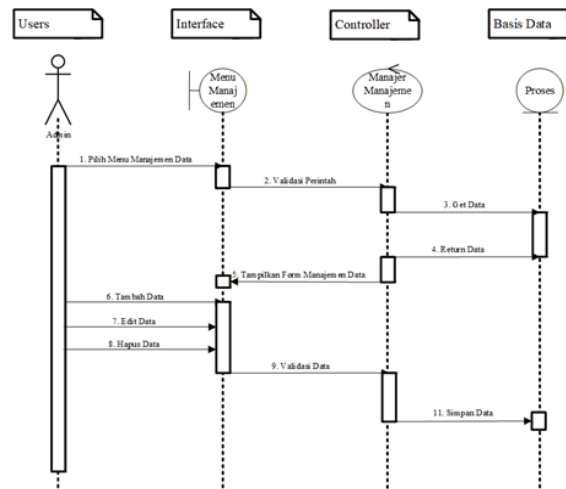 Users
Interface
Controller
Basis Data
Menu
Manaj
emen
Manajer
Manajeme
n
Proses
Admin
1. Pilih Menu Manajemen Data
2. Validasi Perintah
3. Get Data
4. Return Data
5. Tampilkan Form Manajemen Data
6. Tambah Data
7. Edit Data
8. Hapus Data
9. Validasi Data
11. Simpan Data